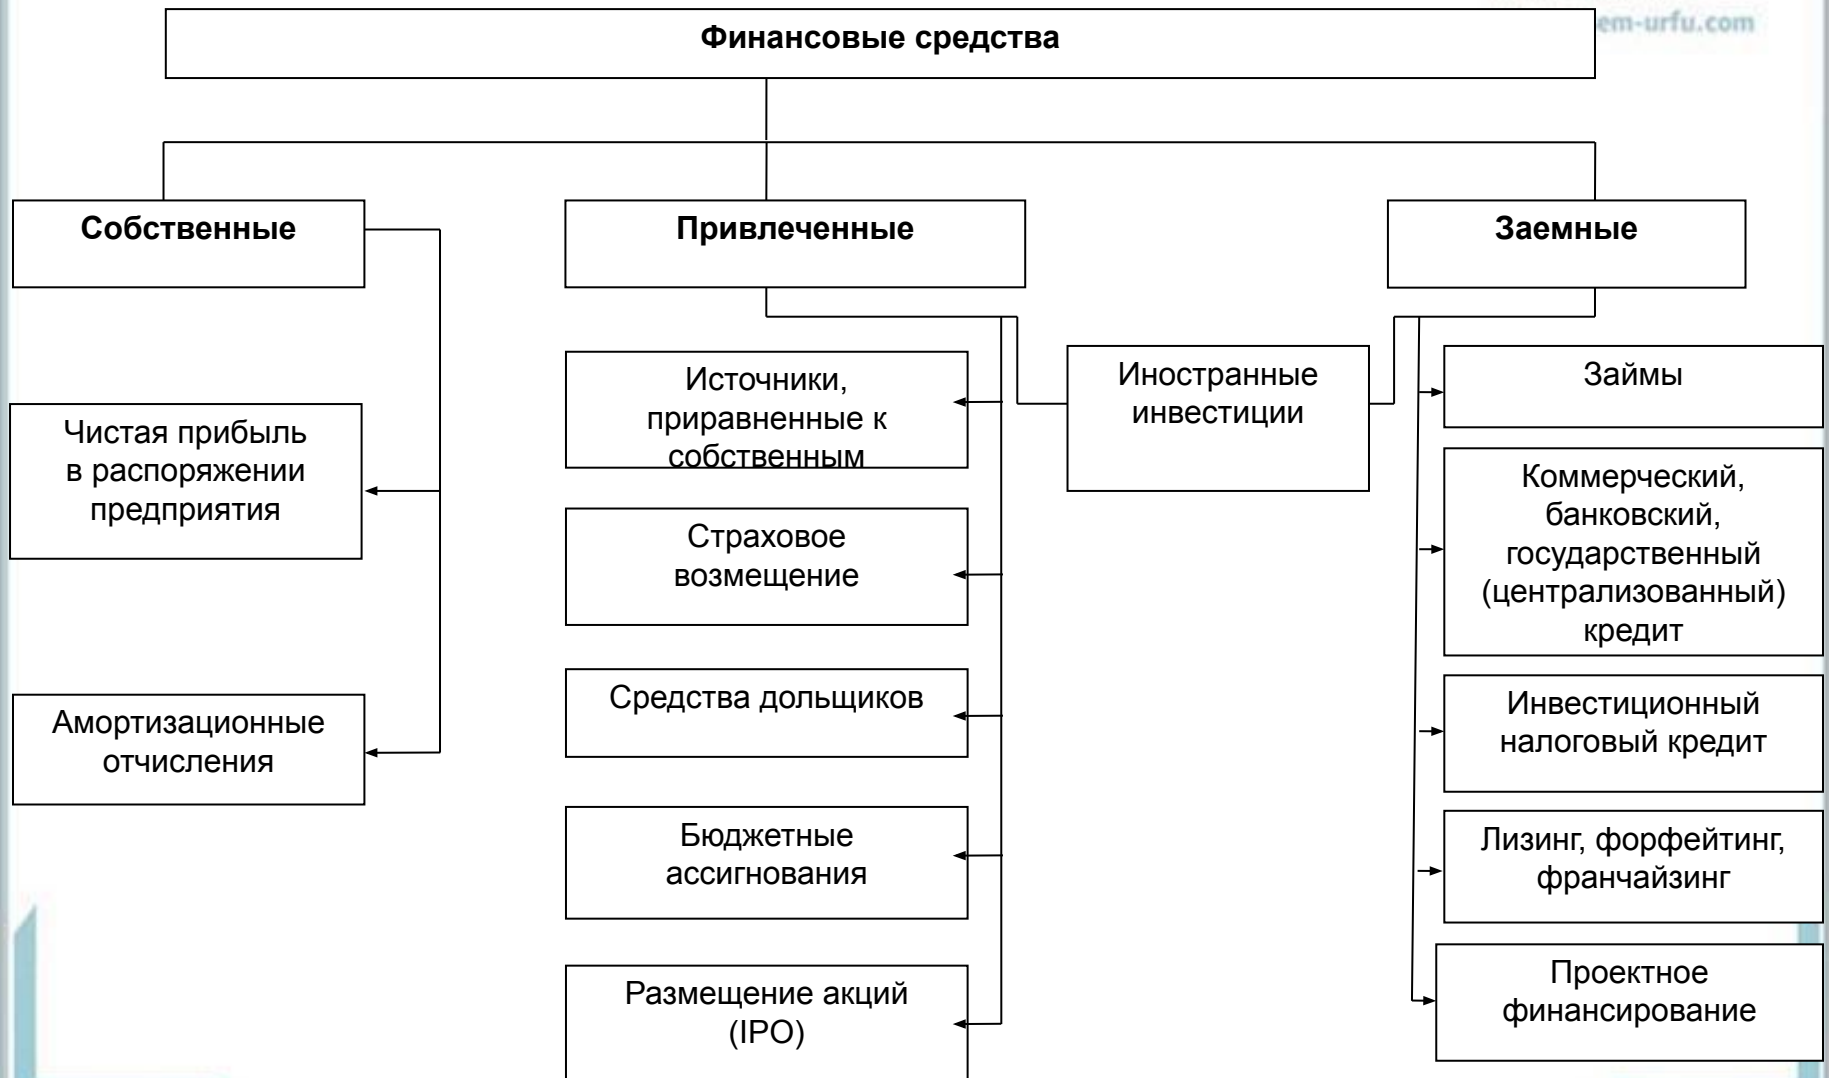 Финансовые средства
em-urfu.com
Собственные
Чистая прибыль
в распоряжении
предприятия
Амортизационные
отчисления
Привлеченные
Источники,
приравненные к
собственным
Страховое
возмещение
Средства дольщиков
Бюджетные
ассигнования
Размещение акций
(IPO)
Иностранные
инвестиции
Заемные
Займы
Коммерческий,
банковский,
государственный
(централизованный)
кредит
Инвестиционный
налоговый кредит
Лизинг, форфейтинг,
франчайзинг
Проектное
финансирование